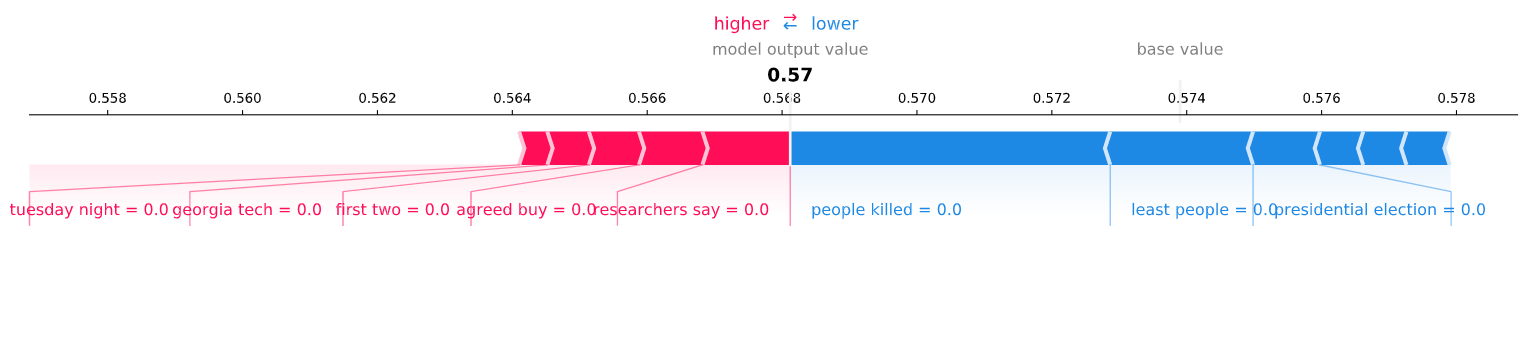 higher ⇄ lower
model output value base value
0.57
0.558 0.560 0.562 0.564 0.566 0.568 0.570 0.572 0.574 0.576 0.578
tuesday night = 0.0 georgia tech = 0.0 first two = 0.0 agreed buy = 0.0 researchers say = 0.0 people killed = 0.0 least people = 0.0 presidential election = 0.0